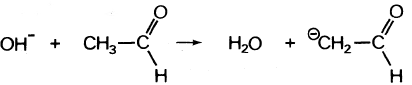 O O
OH⁻ + CH₃—C → H₂O + ⊖CH₂—C
H H